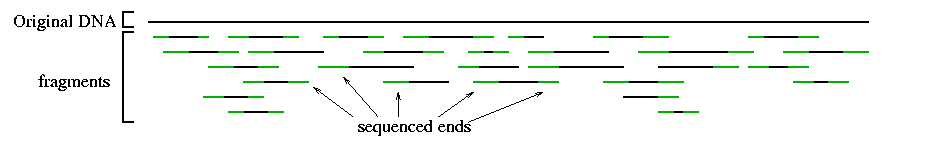 Original DNA
fragments
sequenced ends